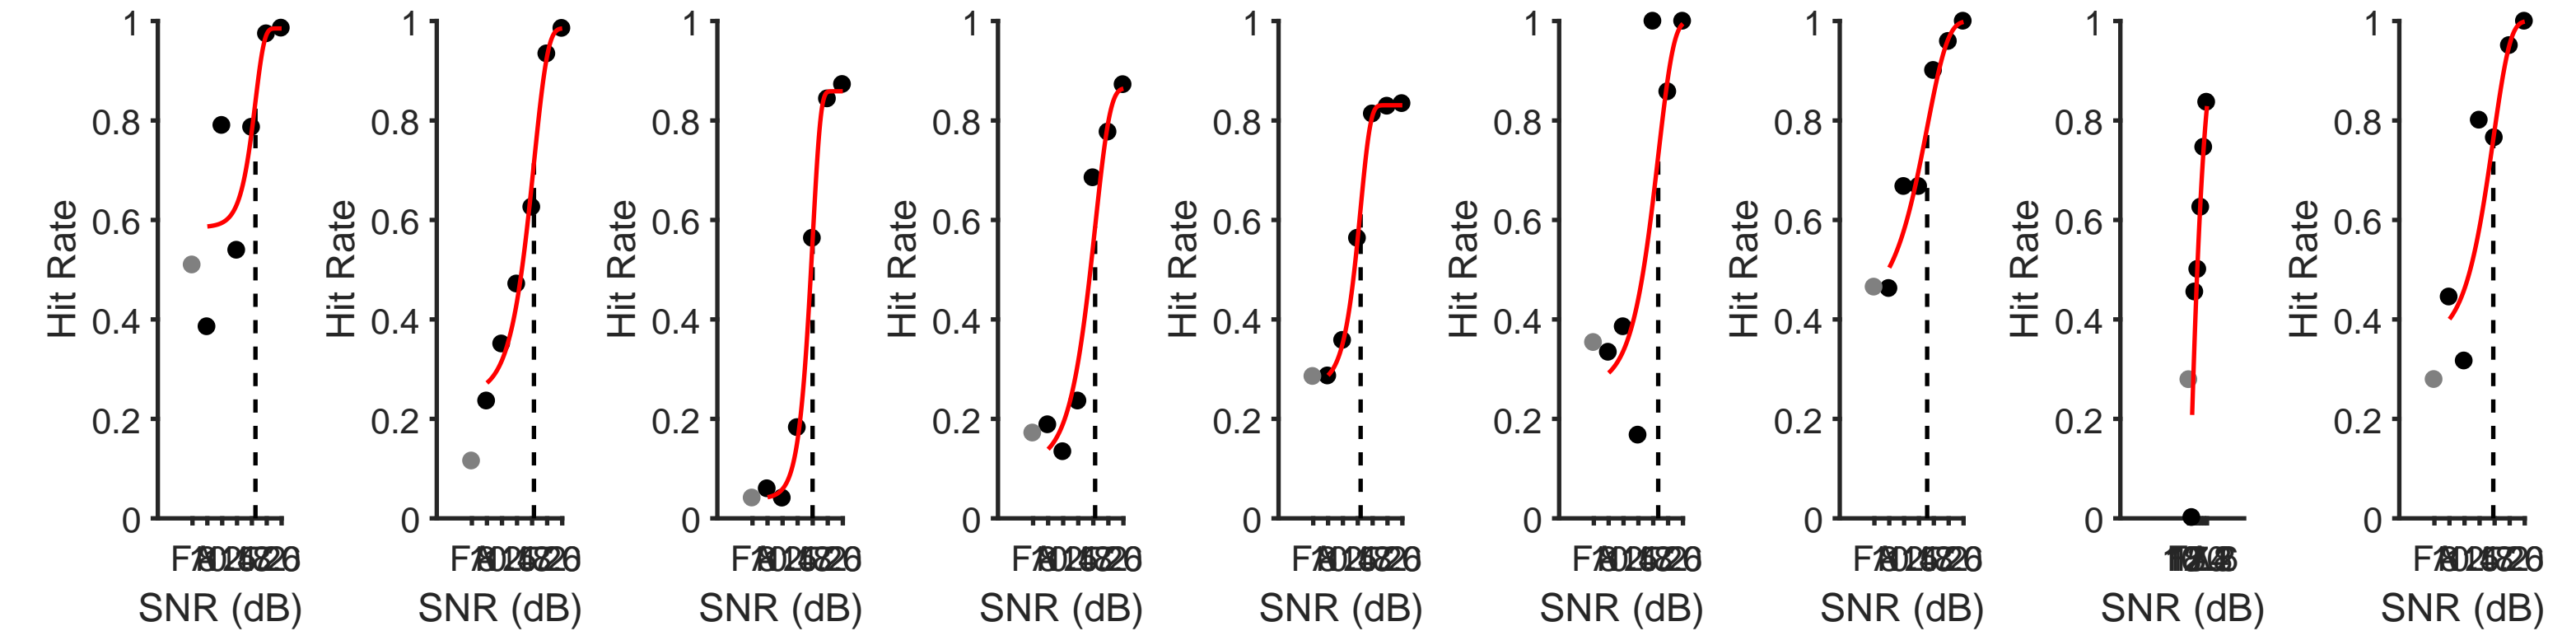 1 1 1 1 1 1 1 1 1
0.8 0.8 0.8 0.8 0.8 0.8 0.8 0.8 0.8
0.6 0.6 0.6 0.6 0.6 0.6 0.6 0.6 0.6
0.4 0.4 0.4 0.4 0.4 0.4 0.4 0.4 0.4
0.2 0.2 0.2 0.2 0.2 0.2 0.2 0.2 0.2
0 0 0 0 0 0 0 0 0
Hit Rate Hit Rate Hit Rate Hit Rate Hit Rate Hit Rate Hit Rate Hit Rate Hit Rate
SNR (dB) SNR (dB) SNR (dB) SNR (dB) SNR (dB) SNR (dB) SNR (dB) SNR (dB) SNR (dB)